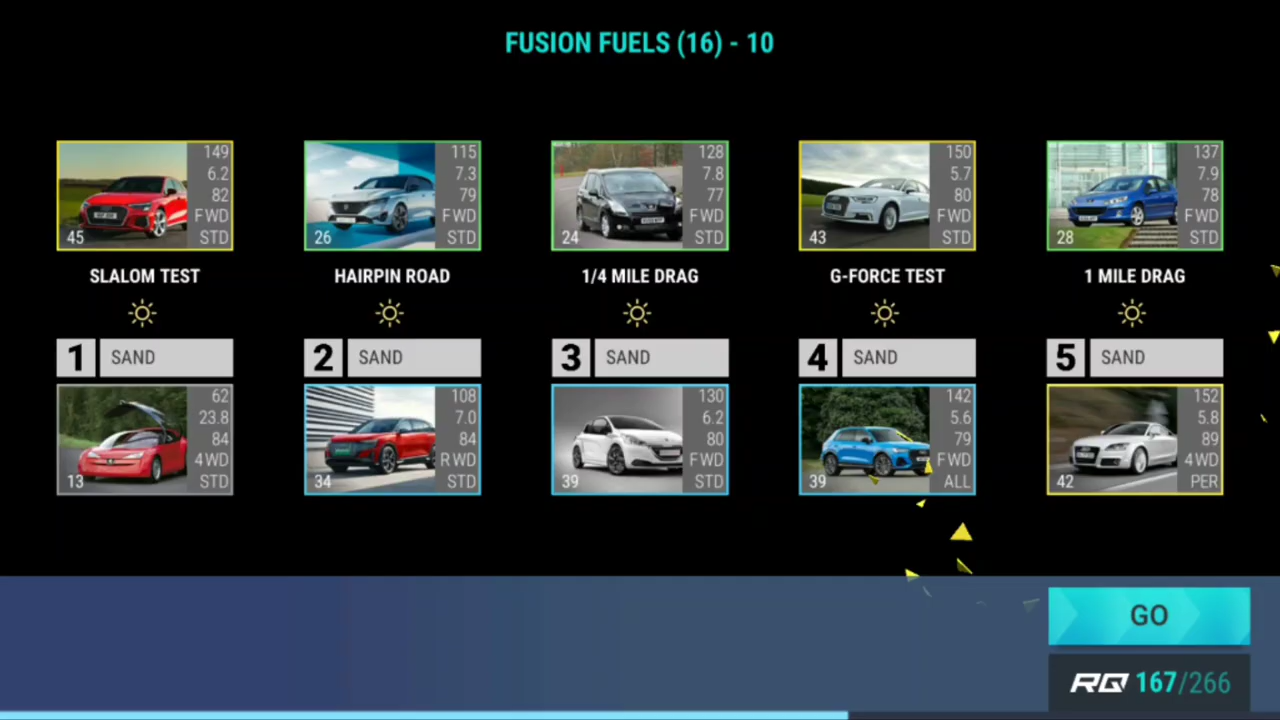 FUSION FUELS (16) - 10
149
6.2
82
FWD
45 STD
115
7.3
79
FWD
26 STD
128
7.8
77
FWD
24 STD
150
5.7
80
FWD
43 STD
137
7.9
78
FWD
28 STD
SLALOM TEST
HAIRPIN ROAD
1/4 MILE DRAG
G-FORCE TEST
1 MILE DRAG
1 SAND
2 SAND
3 SAND
4 SAND
5 SAND
62
23.8
84
4WD
13 STD
108
7.0
84
RWD
34 STD
130
6.2
80
FWD
39 STD
142
5.6
79
FWD
39 ALL
152
5.8
89
4WD
42 PER
GO
RQ 167/266